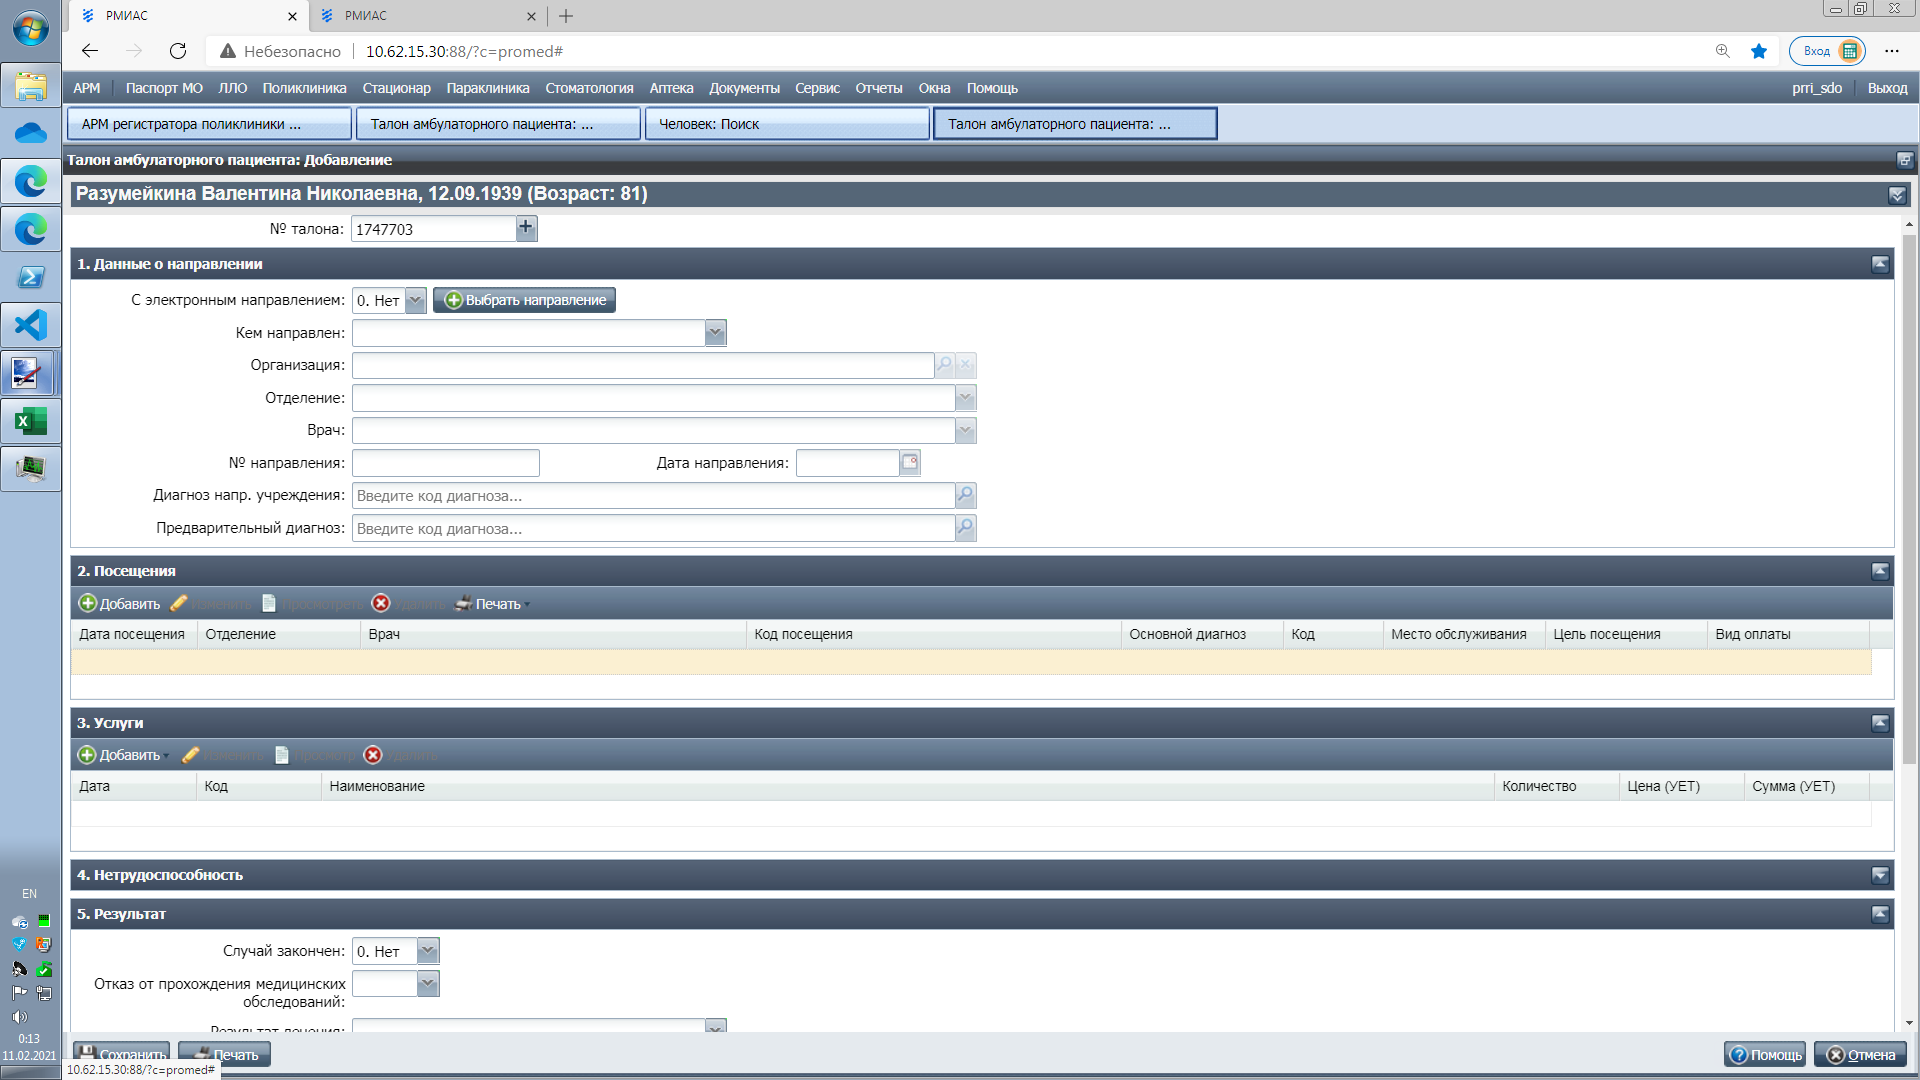 РМИАС
РМИАС
Небезопасно
10.62.15.30:88/?c=promed#
Вход
АРМ Паспорт МО ЛЛО Поликлиника Стационар Параклиника Стоматология Аптека Документы Сервис Отчеты Окна Помощь prri_sdo Выход
АРМ регистратора поликлиники ...
Талон амбулаторного пациента: ...
Человек: Поиск
Талон амбулаторного пациента: ...
Талон амбулаторного пациента: Добавление
Разумейкина Валентина Николаевна, 12.09.1939 (Возраст: 81)
№ талона: 1747703
1. Данные о направлении
С электронным направлением: 0. Нет Выбрать направление
Кем направлен:
Организация:
Отделение:
Врач:
№ направления: Дата направления:
Диагноз напр. учреждения: Введите код диагноза...
Предварительный диагноз: Введите код диагноза...
2. Посещения
Добавить Изменить Просмотреть Удалить Печать
Дата посещения Отделение Врач Код посещения Основной диагноз Код Место обслуживания Цель посещения Вид оплаты
3. Услуги
Добавить Изменить Просмотр Удалить
Дата Код Наименование Количество Цена (УЕТ) Сумма (УЕТ)
4. Нетрудоспособность
5. Результат
Случай закончен: 0. Нет
Отказ от прохождения медицинских
обследований:
Результат лечения:
Сохранить Печать Помощь Отмена
10.62.15.30:88/?c=promed#
EN
0:13
11.02.2021